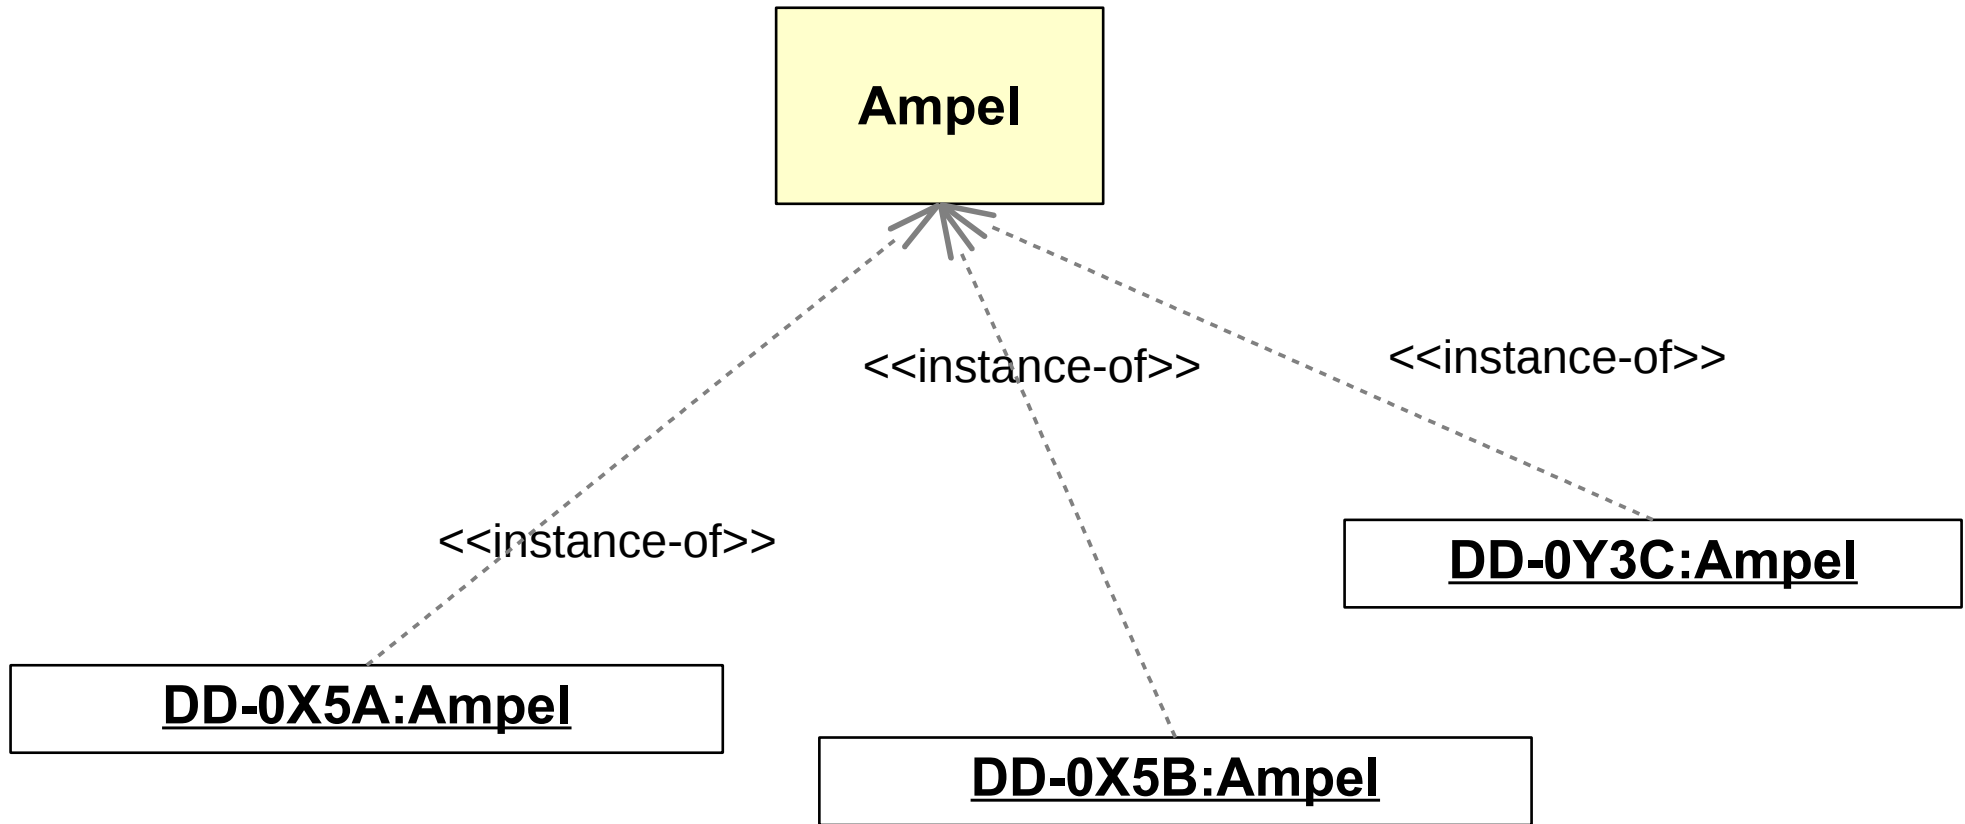 Ampel
<<instance-of>>
<<instance-of>>
<<instance-of>>
DD-0Y3C:Ampel
DD-0X5A:Ampel
DD-0X5B:Ampel